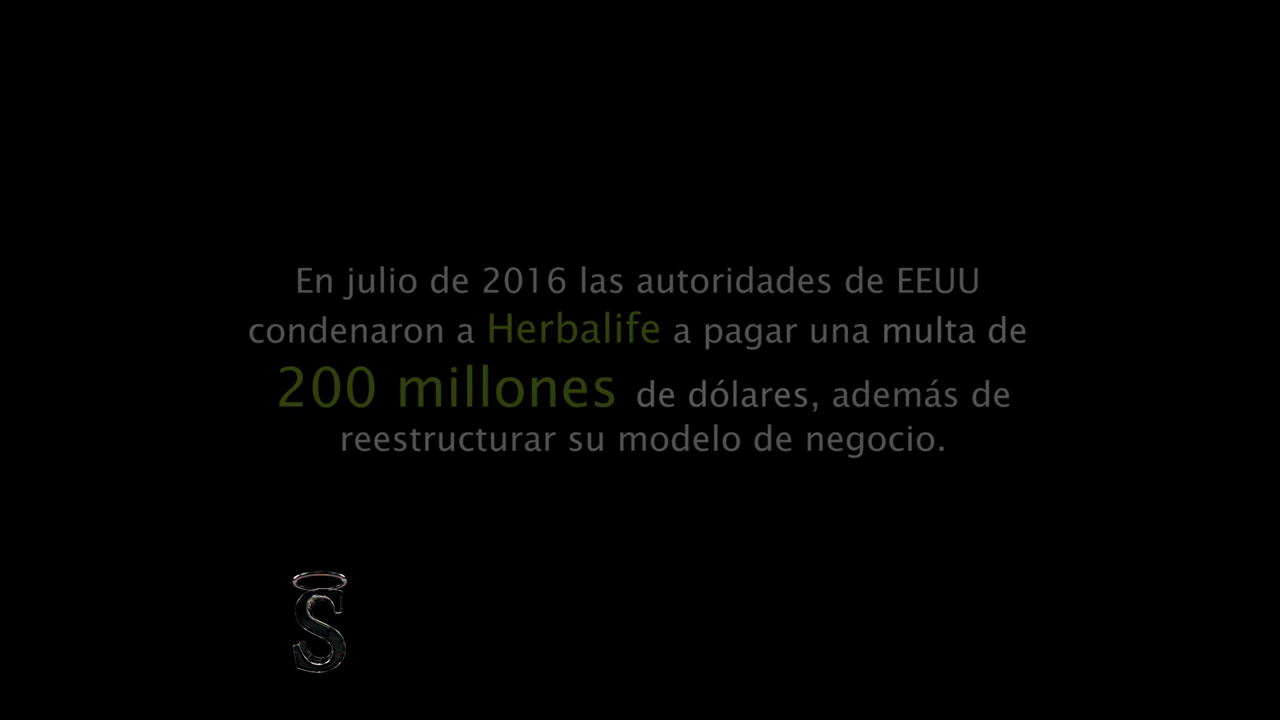 En julio de 2016 las autoridades de EEUU
condenaron a Herbalife a pagar una multa de
200 millones de dólares, además de
reestructurar su modelo de negocio.
S